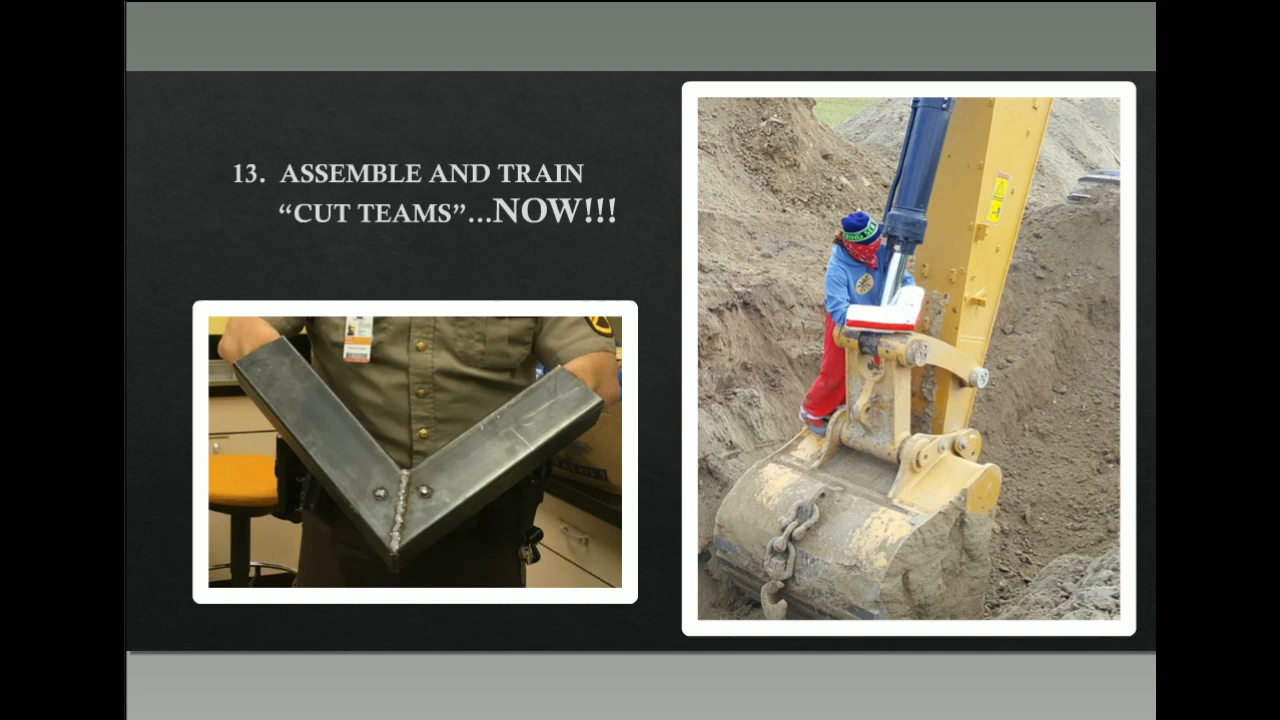 13. ASSEMBLE AND TRAIN
“CUT TEAMS”...NOW!!!